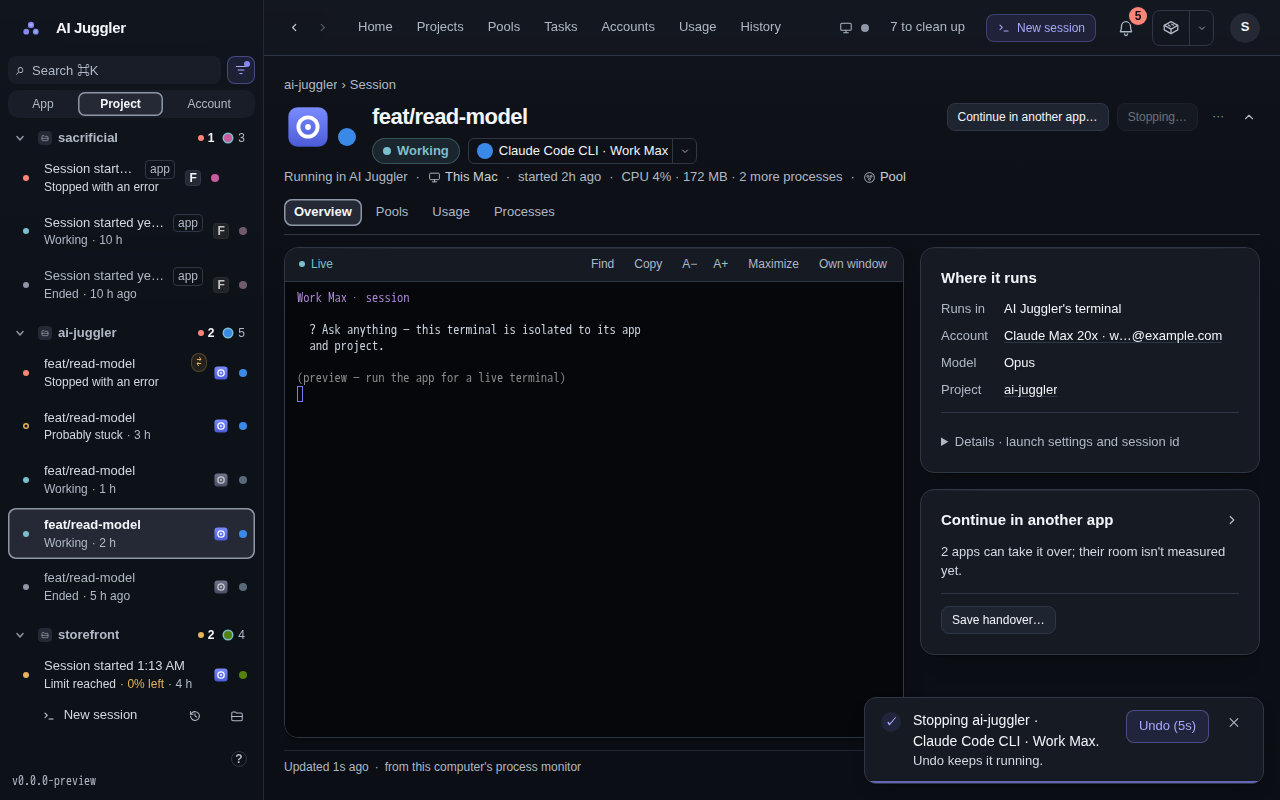 AI Juggler
Search ⌘K
App Project Account
sacrificial 1 3
Session start… app F
Stopped with an error
Session started ye… app F
Working · 10 h
Session started ye… app F
Ended · 10 h ago
ai-juggler 2 5
feat/read-model
Stopped with an error
feat/read-model
Probably stuck · 3 h
feat/read-model
Working · 1 h
feat/read-model
Working · 2 h
feat/read-model
Ended · 5 h ago
storefront 2 4
Session started 1:13 AM
Limit reached · 0% left · 4 h
New session
?
v0.0.0-preview
Home Projects Pools Tasks Accounts Usage History 7 to clean up New session 5 S
ai-juggler › Session
feat/read-model
Continue in another app… Stopping… ···
Working Claude Code CLI · Work Max
Running in AI Juggler · This Mac · started 2h ago · CPU 4% · 172 MB · 2 more processes · Pool
Overview Pools Usage Processes
Live Find Copy A− A+ Maximize Own window
Work Max · session
? Ask anything — this terminal is isolated to its app
and project.
(preview — run the app for a live terminal)
Where it runs
Runs in AI Juggler's terminal
Account Claude Max 20x · w…@example.com
Model Opus
Project ai-juggler
Details · launch settings and session id
Continue in another app
2 apps can take it over; their room isn't measured
yet.
Save handover…
Updated 1s ago · from this computer's process monitor
Stopping ai-juggler ·
Claude Code CLI · Work Max.
Undo keeps it running.
Undo (5s)